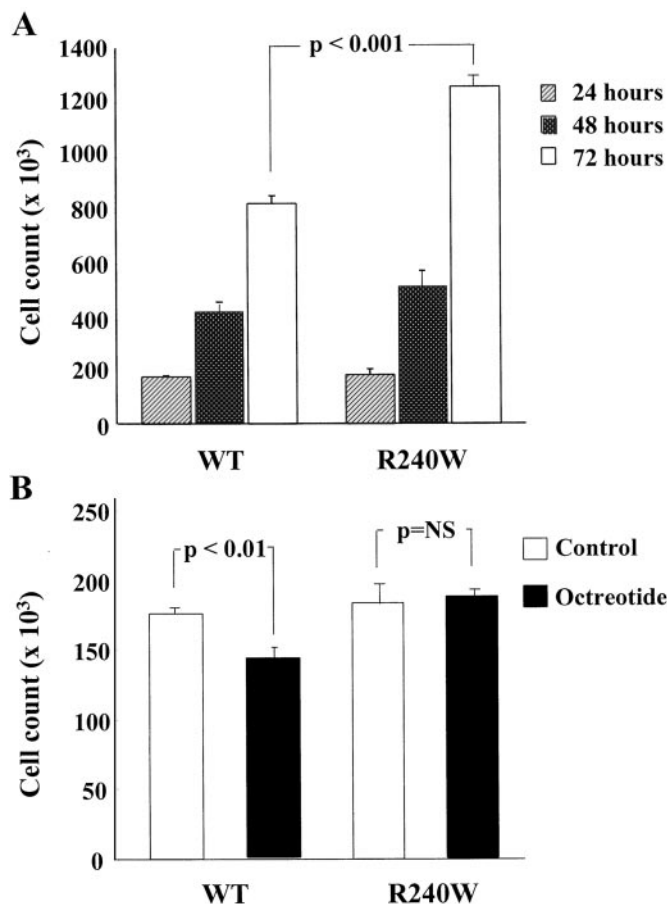 A
1400
1200
1000
800
600
400
200
0
Cell count (x 10³)
p < 0.001
24 hours
48 hours
72 hours
WT R240W
B
250
200
150
100
50
0
Cell count (x 10³)
p < 0.01
p=NS
Control
Octreotide
WT R240W